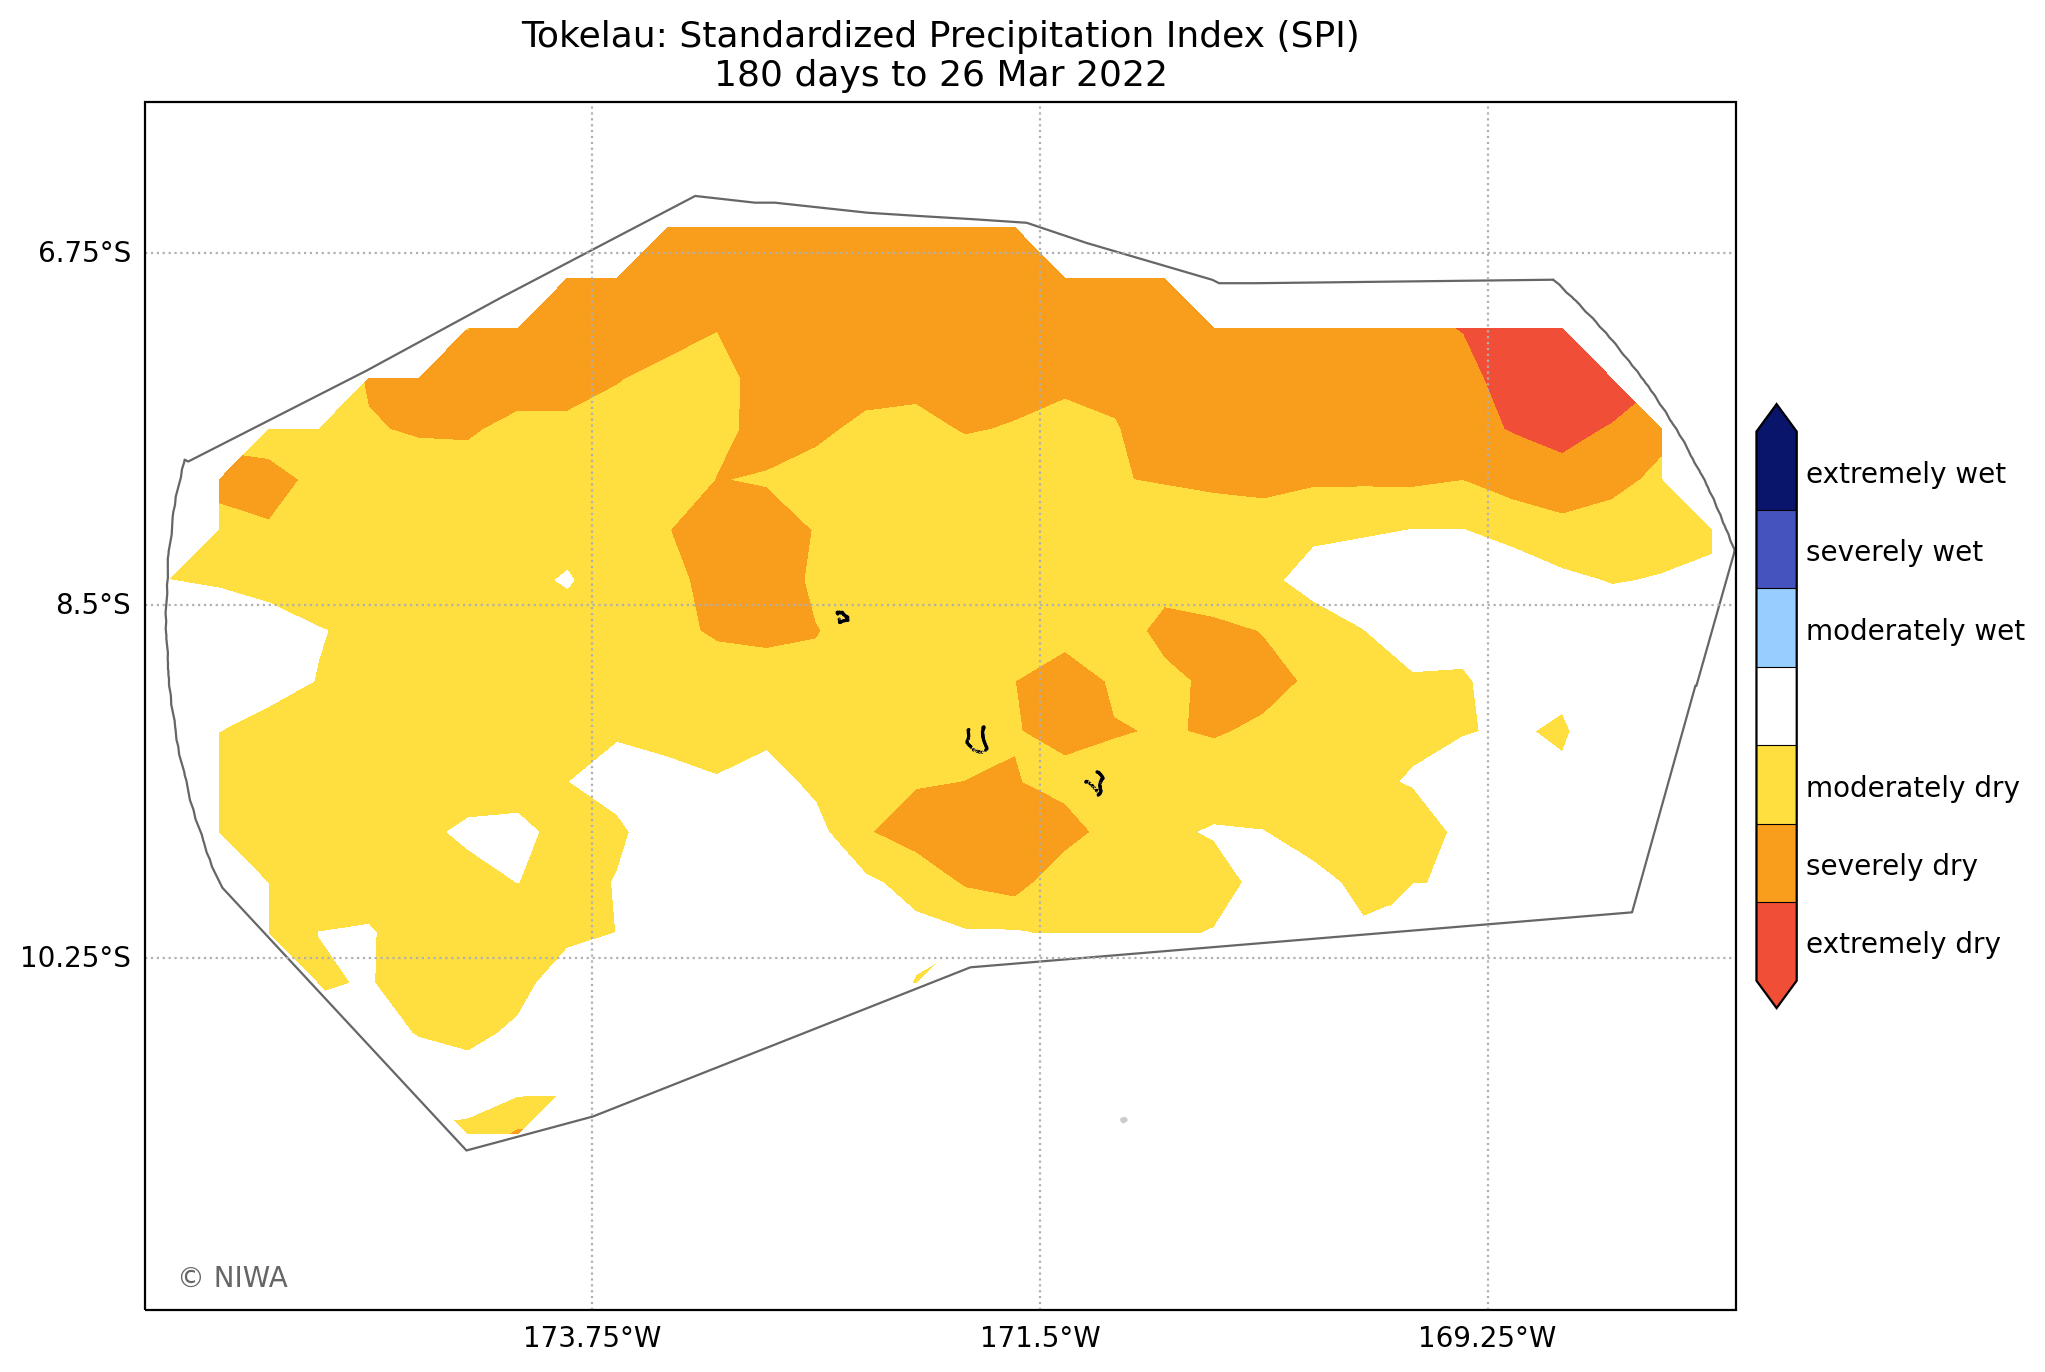 Tokelau: Standardized Precipitation Index (SPI)
180 days to 26 Mar 2022
6.75°S
8.5°S
10.25°S
173.75°W
171.5°W
169.25°W
extremely wet
severely wet
moderately wet
moderately dry
severely dry
extremely dry
© NIWA